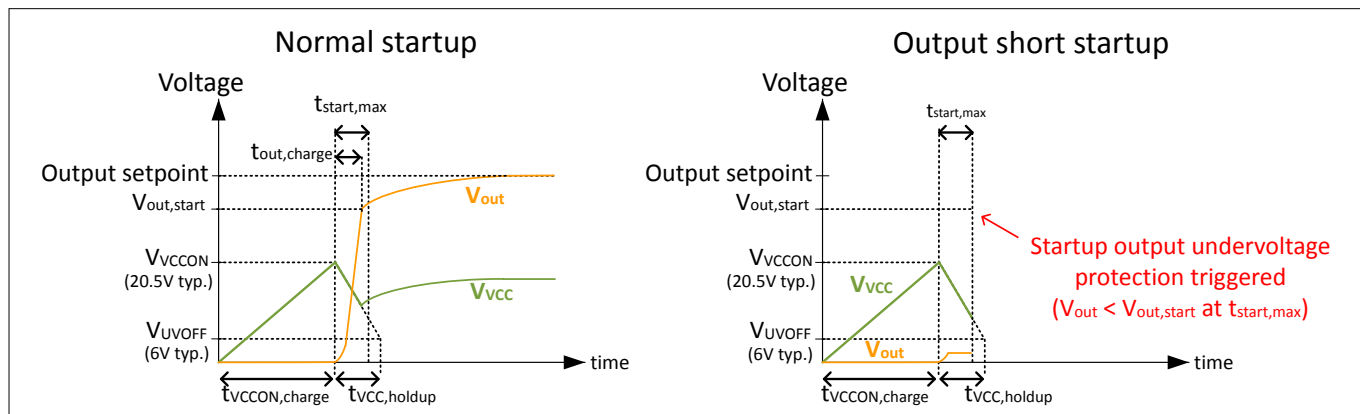 Normal startup
Voltage
tstart,max
tout,charge
Output setpoint
Vout,start
Vout
VVCCON
(20.5V typ.)
VVCC
VUVOFF
(6V typ.)
time
tVCCON,charge
tVCC,holdup
Output short startup
Voltage
tstart,max
Output setpoint
Vout,start
VVCCON
(20.5V typ.)
VVCC
Startup output undervoltage
protection triggered
(Vout < Vout,start at tstart,max)
VUVOFF
(6V typ.)
Vout
time
tVCCON,charge
tVCC,holdup